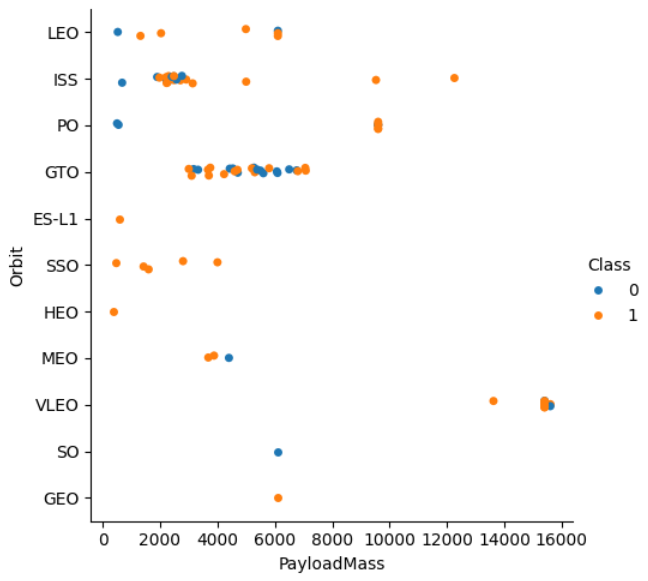 LEO
ISS
PO
GTO
ES-L1
SSO
HEO
MEO
VLEO
SO
GEO
Orbit
0 2000 4000 6000 8000 10000 12000 14000 16000
PayloadMass
Class
0
1